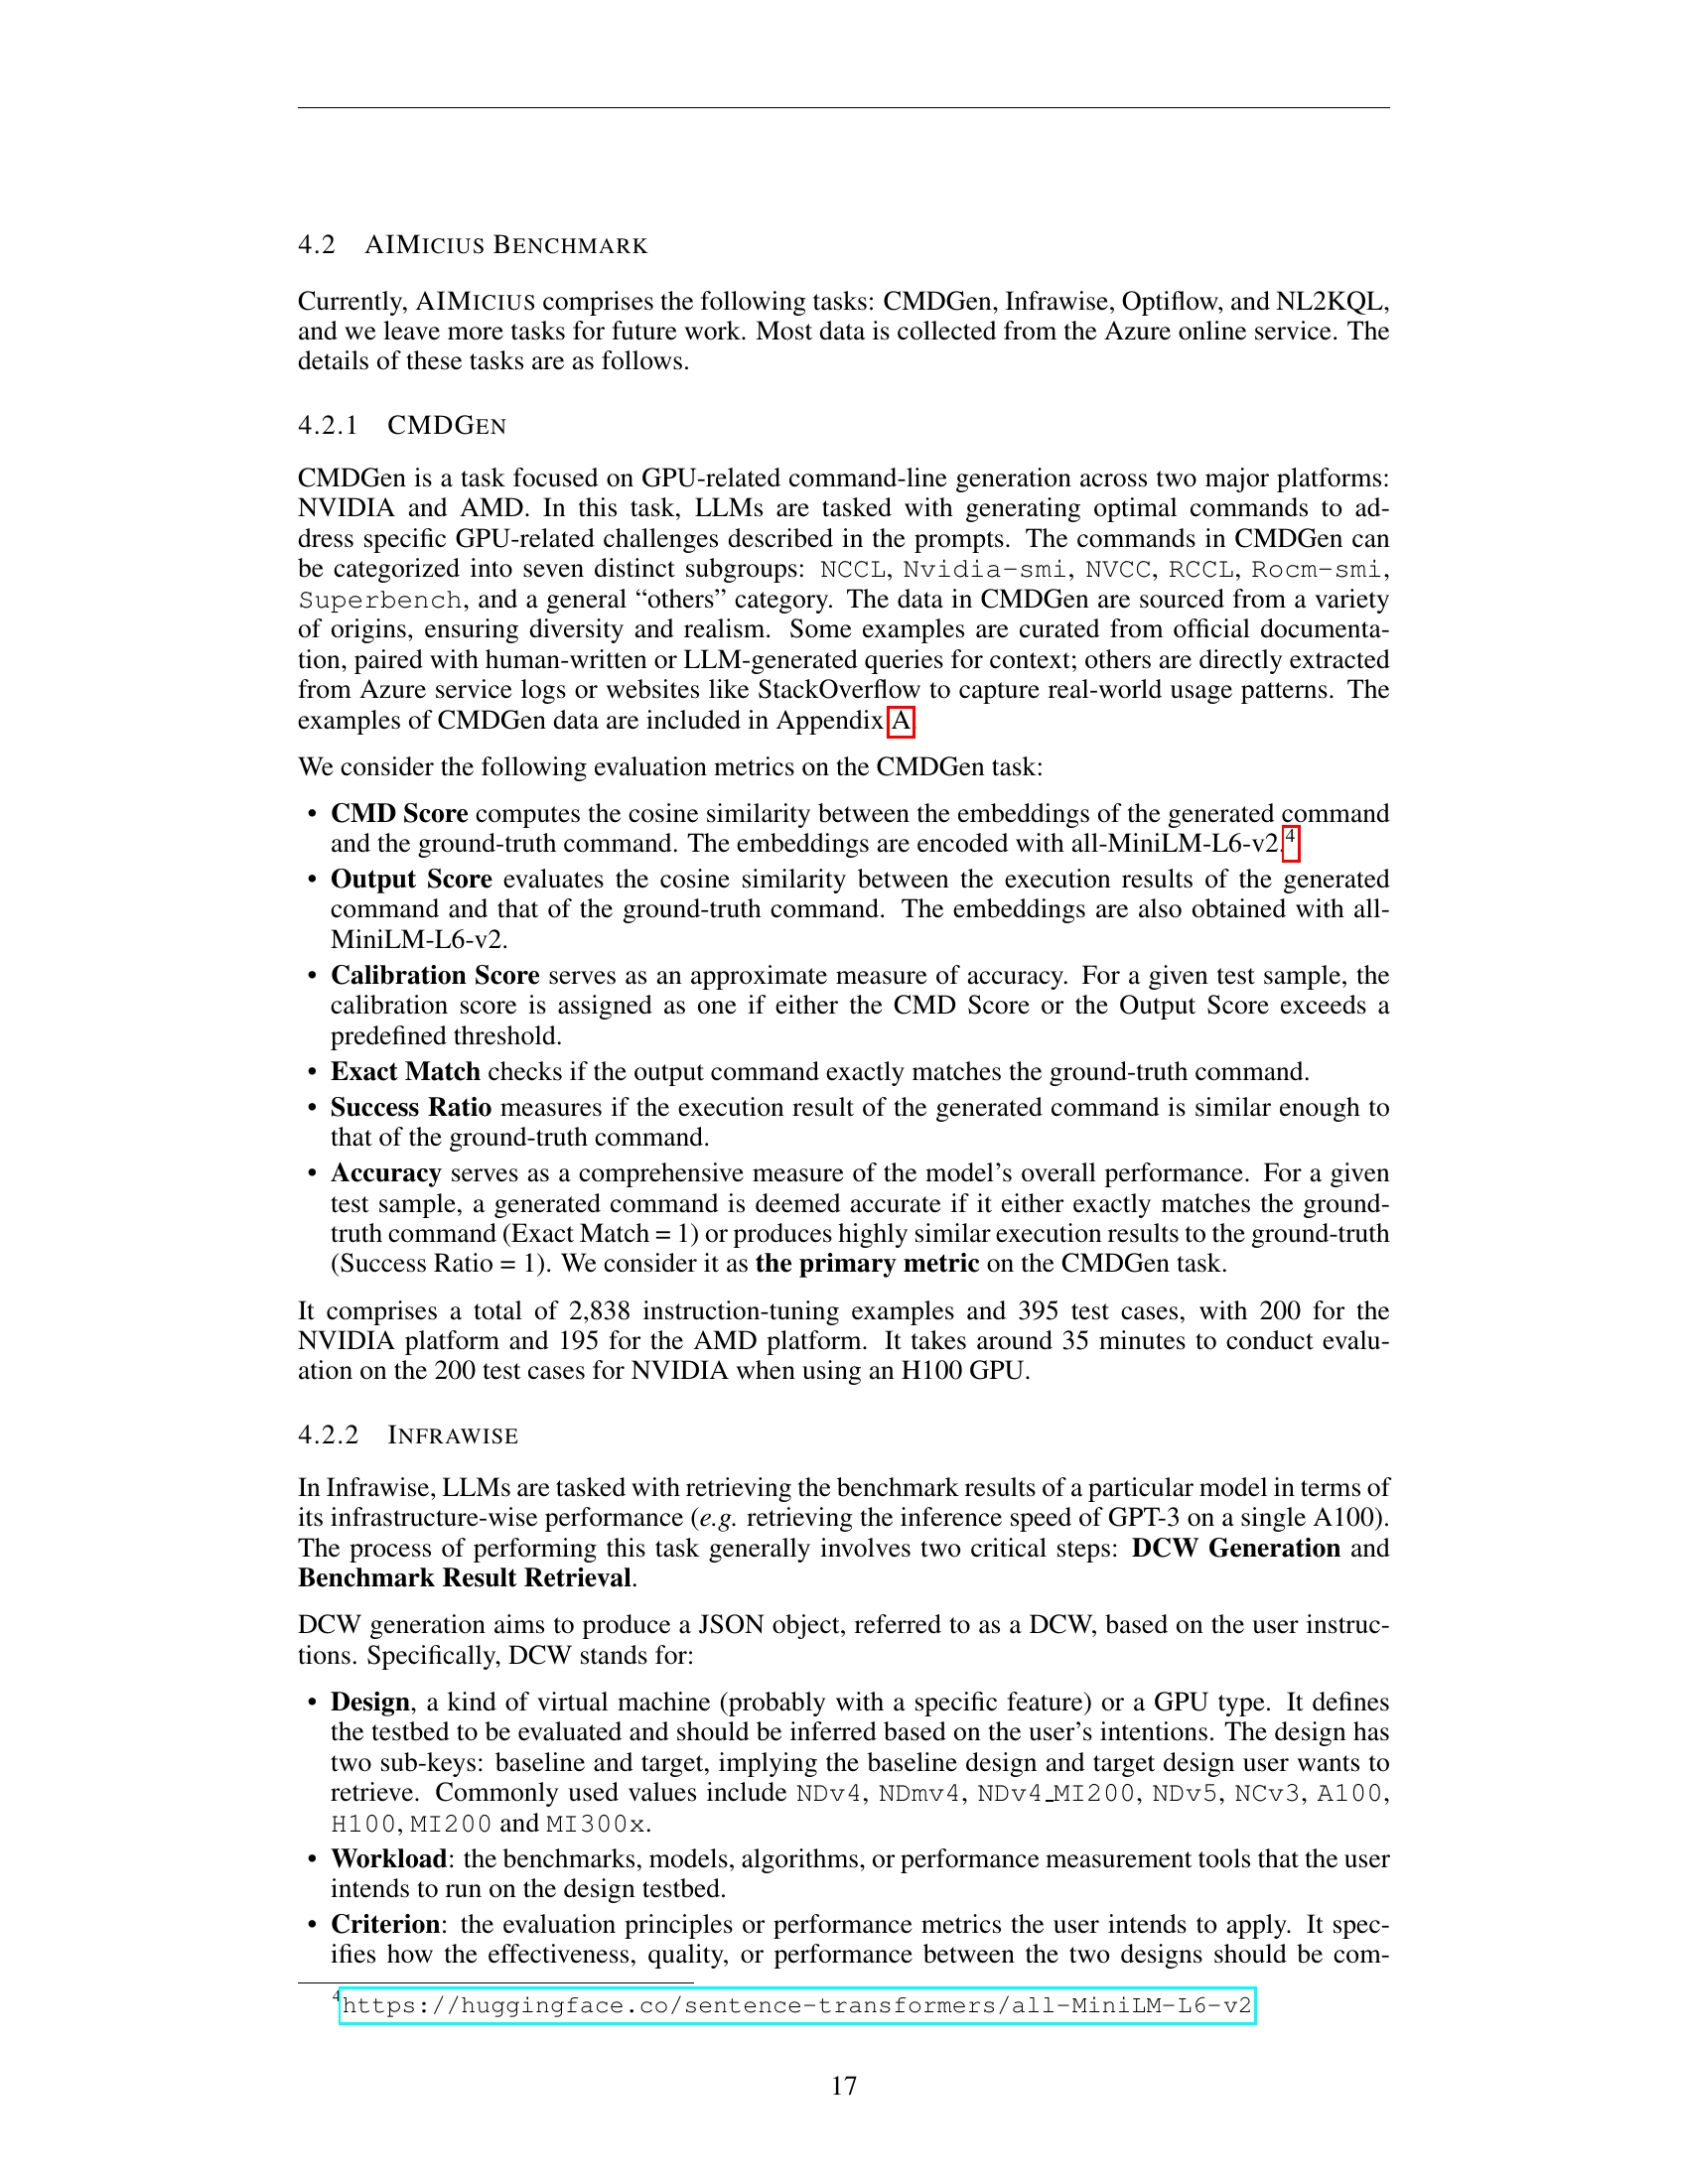 4.2 AIMICIUS BENCHMARK
Currently, AIMICIUS comprises the following tasks: CMDGen, Infrawise, Optiflow, and NL2KQL,
and we leave more tasks for future work. Most data is collected from the Azure online service. The
details of these tasks are as follows.
4.2.1 CMDGEN
CMDGen is a task focused on GPU-related command-line generation across two major platforms:
NVIDIA and AMD. In this task, LLMs are tasked with generating optimal commands to ad-
dress specific GPU-related challenges described in the prompts. The commands in CMDGen can
be categorized into seven distinct subgroups: NCCL, Nvidia-smi, NVCC, RCCL, Rocm-smi,
Superbench, and a general “others” category. The data in CMDGen are sourced from a variety
of origins, ensuring diversity and realism. Some examples are curated from official documenta-
tion, paired with human-written or LLM-generated queries for context; others are directly extracted
from Azure service logs or websites like StackOverflow to capture real-world usage patterns. The
examples of CMDGen data are included in Appendix A.
We consider the following evaluation metrics on the CMDGen task:
• CMD Score computes the cosine similarity between the embeddings of the generated command
and the ground-truth command. The embeddings are encoded with all-MiniLM-L6-v2.4
• Output Score evaluates the cosine similarity between the execution results of the generated
command and that of the ground-truth command. The embeddings are also obtained with all-
MiniLM-L6-v2.
• Calibration Score serves as an approximate measure of accuracy. For a given test sample, the
calibration score is assigned as one if either the CMD Score or the Output Score exceeds a
predefined threshold.
• Exact Match checks if the output command exactly matches the ground-truth command.
• Success Ratio measures if the execution result of the generated command is similar enough to
that of the ground-truth command.
• Accuracy serves as a comprehensive measure of the model’s overall performance. For a given
test sample, a generated command is deemed accurate if it either exactly matches the ground-
truth command (Exact Match = 1) or produces highly similar execution results to the ground-truth
(Success Ratio = 1). We consider it as the primary metric on the CMDGen task.
It comprises a total of 2,838 instruction-tuning examples and 395 test cases, with 200 for the
NVIDIA platform and 195 for the AMD platform. It takes around 35 minutes to conduct evalu-
ation on the 200 test cases for NVIDIA when using an H100 GPU.
4.2.2 INFRAWISE
In Infrawise, LLMs are tasked with retrieving the benchmark results of a particular model in terms of
its infrastructure-wise performance (e.g. retrieving the inference speed of GPT-3 on a single A100).
The process of performing this task generally involves two critical steps: DCW Generation and
Benchmark Result Retrieval.
DCW generation aims to produce a JSON object, referred to as a DCW, based on the user instruc-
tions. Specifically, DCW stands for:
• Design, a kind of virtual machine (probably with a specific feature) or a GPU type. It defines
the testbed to be evaluated and should be inferred based on the user’s intentions. The design has
two sub-keys: baseline and target, implying the baseline design and target design user wants to
retrieve. Commonly used values include NDv4, NDmv4, NDv4_MI200, NDv5, NCv3, A100,
H100, MI200 and MI300x.
• Workload: the benchmarks, models, algorithms, or performance measurement tools that the user
intends to run on the design testbed.
• Criterion: the evaluation principles or performance metrics the user intends to apply. It spec-
ifies how the effectiveness, quality, or performance between the two designs should be com-
4https://huggingface.co/sentence-transformers/all-MiniLM-L6-v2
17